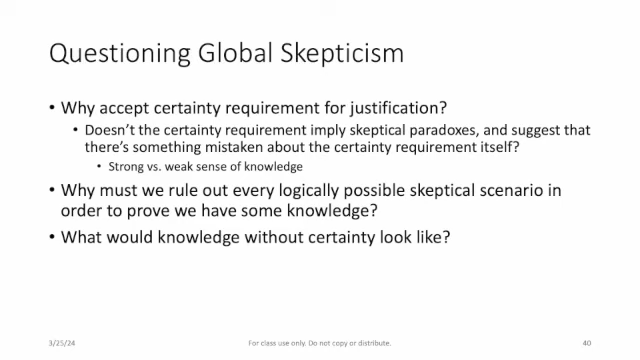 Questioning Global Skepticism
• Why accept certainty requirement for justification?
• Doesn’t the certainty requirement imply skeptical paradoxes, and suggest that
there’s something mistaken about the certainty requirement itself?
• Strong vs. weak sense of knowledge
• Why must we rule out every logically possible skeptical scenario in
order to prove we have some knowledge?
• What would knowledge without certainty look like?
3/25/24
For class use only. Do not copy or distribute.
40